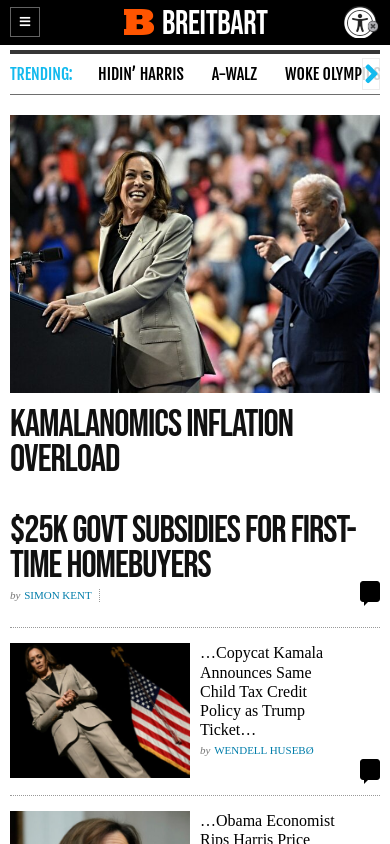 BREITBART
TRENDING:
HIDIN’ HARRIS
A-WALZ
WOKE OLYMP
KAMALANOMICS INFLATION
OVERLOAD
$25K GOVT SUBSIDIES FOR FIRST-
TIME HOMEBUYERS
by SIMON KENT
…Copycat Kamala
Announces Same
Child Tax Credit
Policy as Trump
Ticket…
by WENDELL HUSEBØ
…Obama Economist
Rips Harris Price